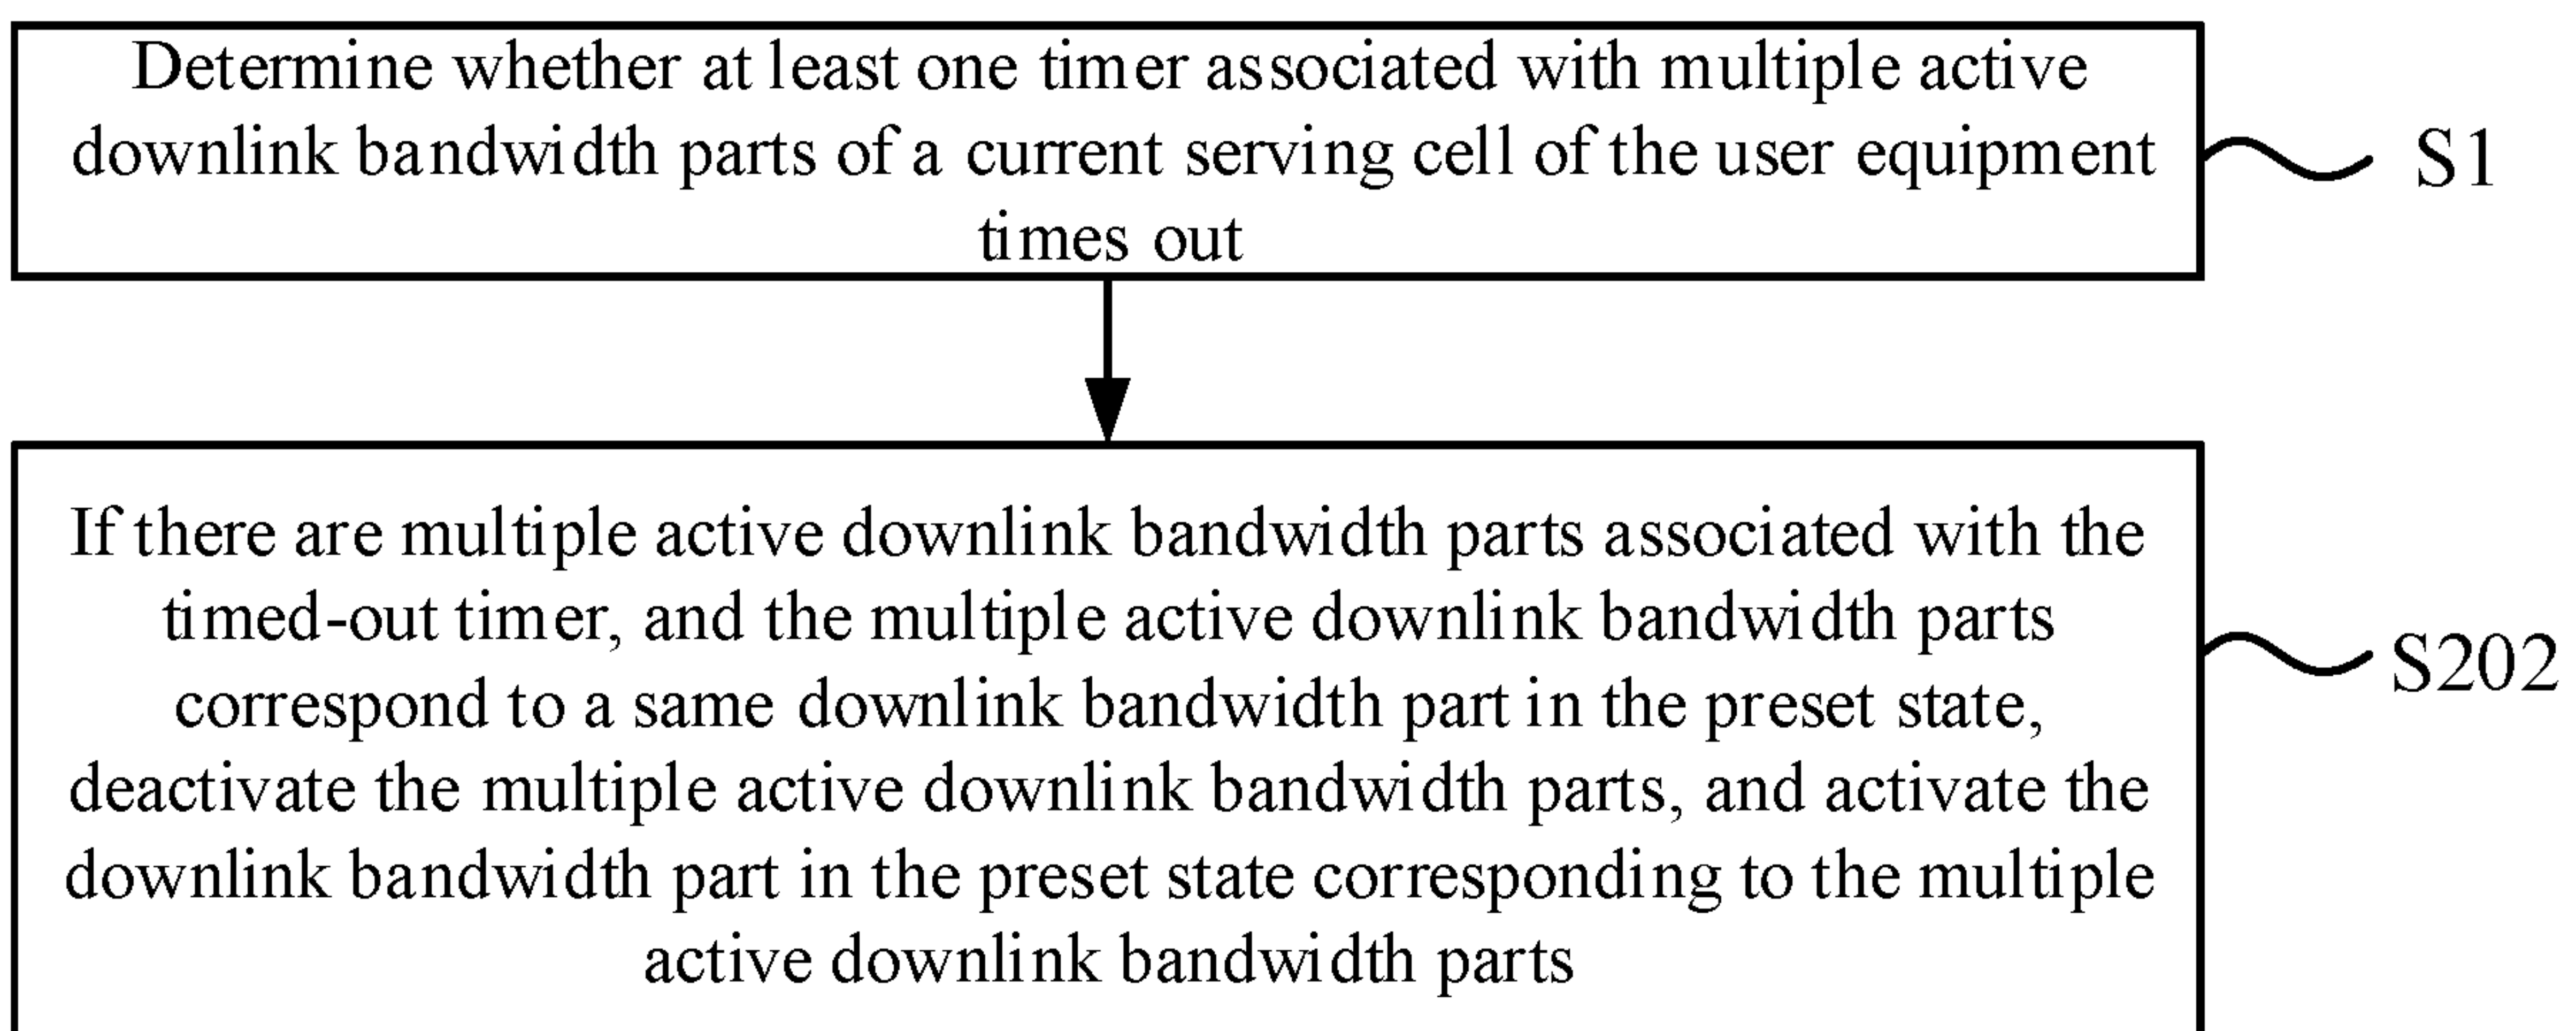 Determine whether at least one timer associated with multiple active
downlink bandwidth parts of a current serving cell of the user equipment
times out
S1
If there are multiple active downlink bandwidth parts associated with the
timed-out timer, and the multiple active downlink bandwidth parts
correspond to a same downlink bandwidth part in the preset state,
deactivate the multiple active downlink bandwidth parts, and activate the
downlink bandwidth part in the preset state corresponding to the multiple
active downlink bandwidth parts
S202